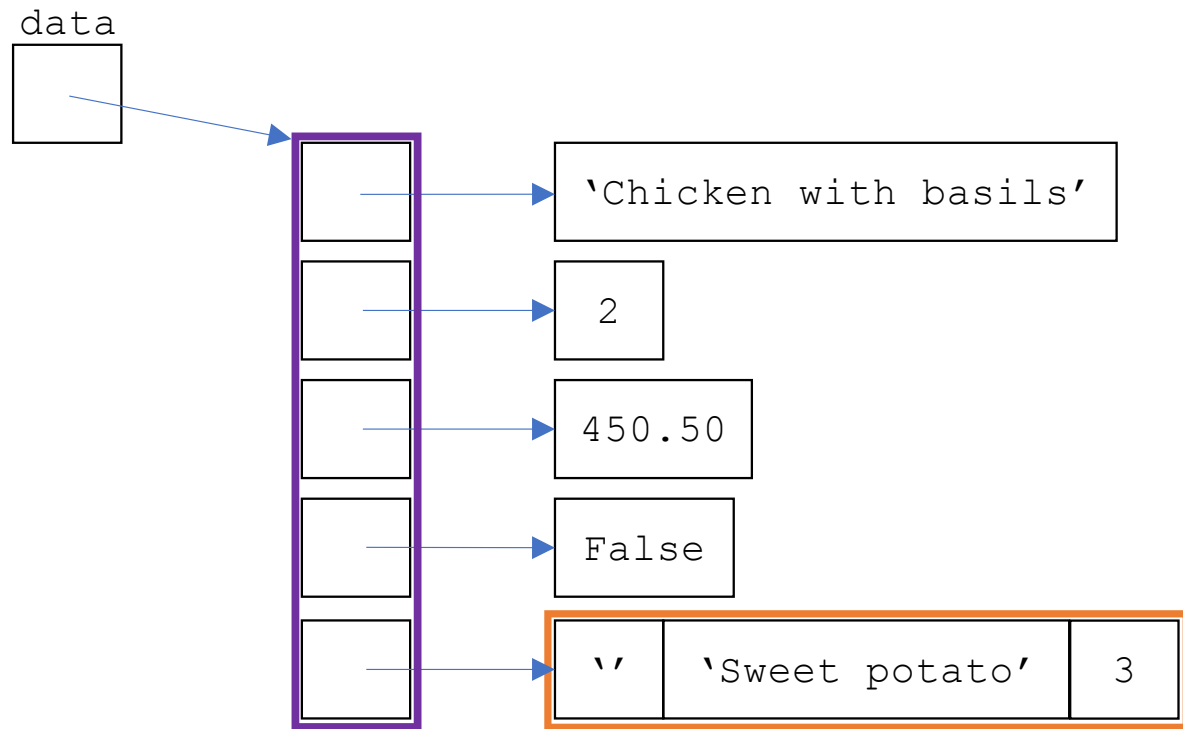 data
‘Chicken with basils’
2
450.50
False
‘’ ‘Sweet potato’ 3